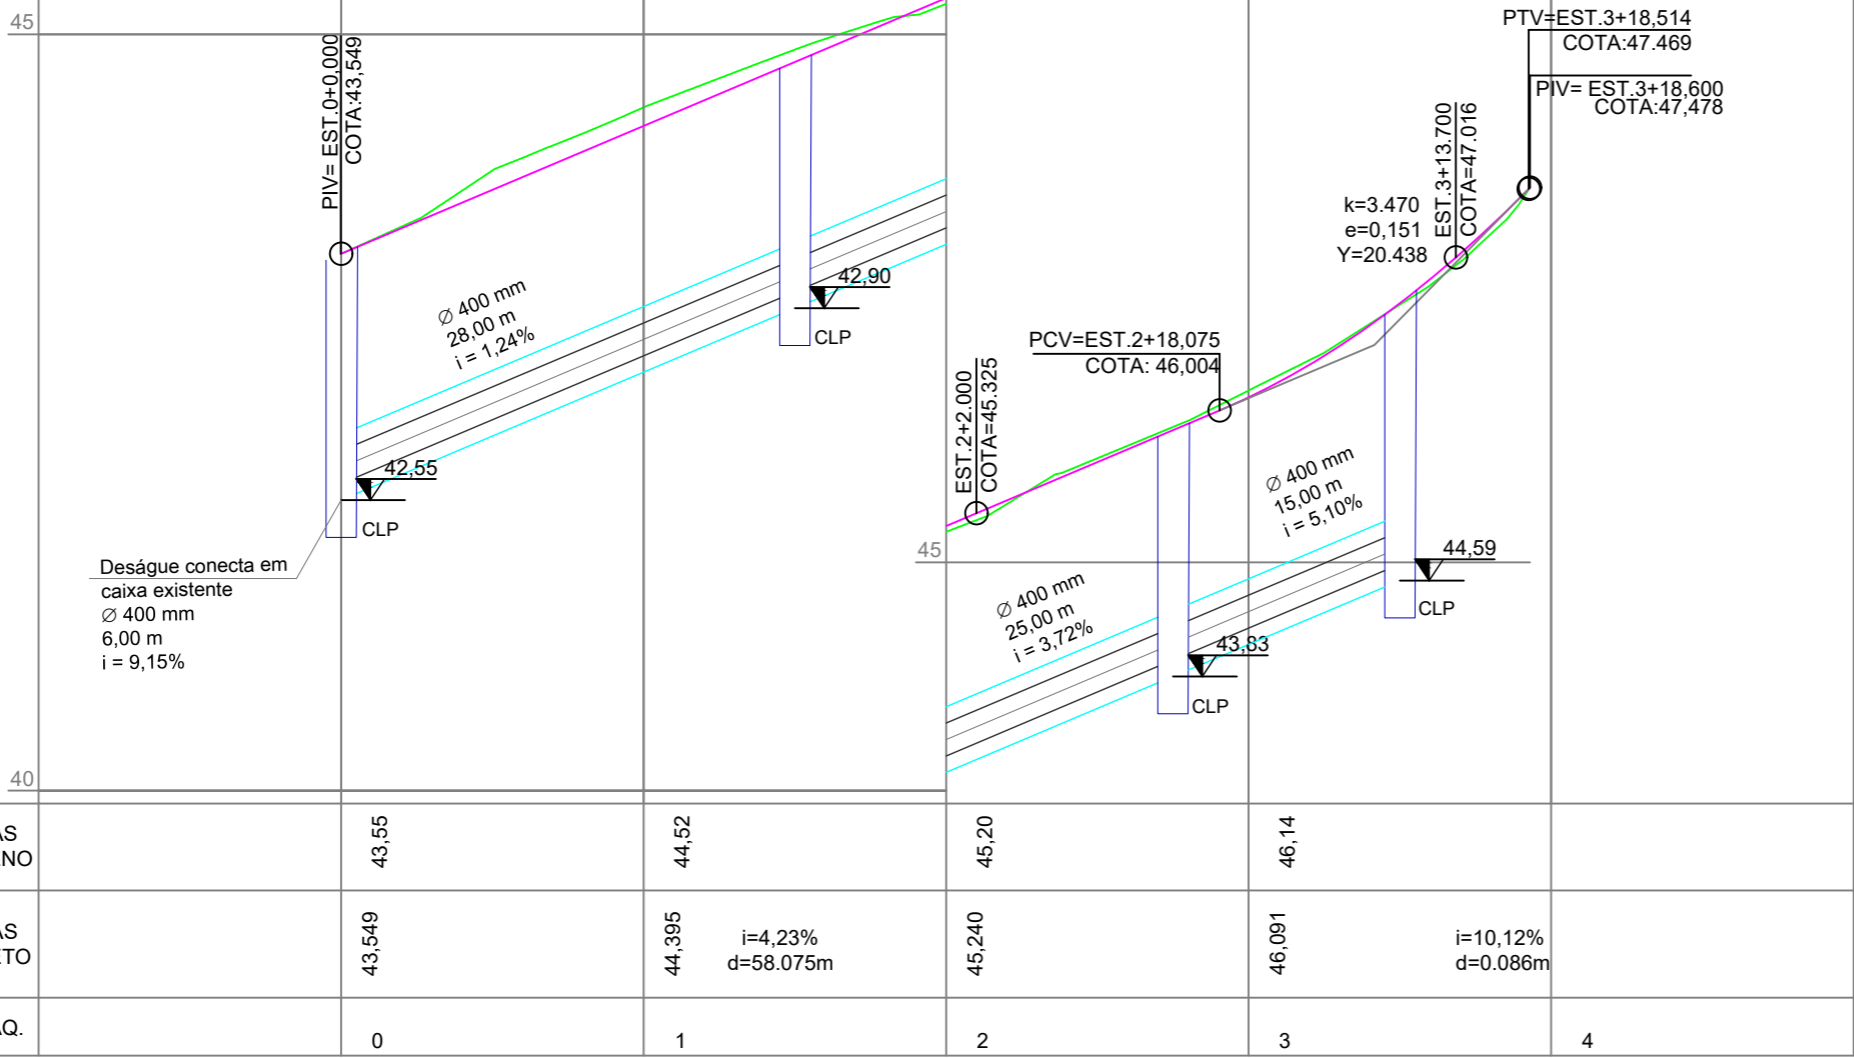 45
PIV= EST.0+0,000
COTA:43,549
Ø 400 mm
28,00 m
i = 1,24%
42,90
CLP
42,55
CLP
Deságue conecta em
caixa existente
Ø 400 mm
6,00 m
i = 9,15%
40
PTV=EST.3+18,514
COTA:47.469
PIV= EST.3+18,600
COTA:47,478
EST.3+13.700
COTA=47.016
k=3.470
e=0,151
Y=20.438
PCV=EST.2+18,075
COTA: 46,004
EST.2+2.000
COTA=45.325
45
Ø 400 mm
15,00 m
i = 5,10%
44,59
CLP
Ø 400 mm
25,00 m
i = 3,72%
43,83
CLP
AS
ENO
43,55
44,52
45,20
46,14
AS
ETO
43,549
44,395
i=4,23%
d=58.075m
45,240
46,091
i=10,12%
d=0.086m
AQ.
0
1
2
3
4